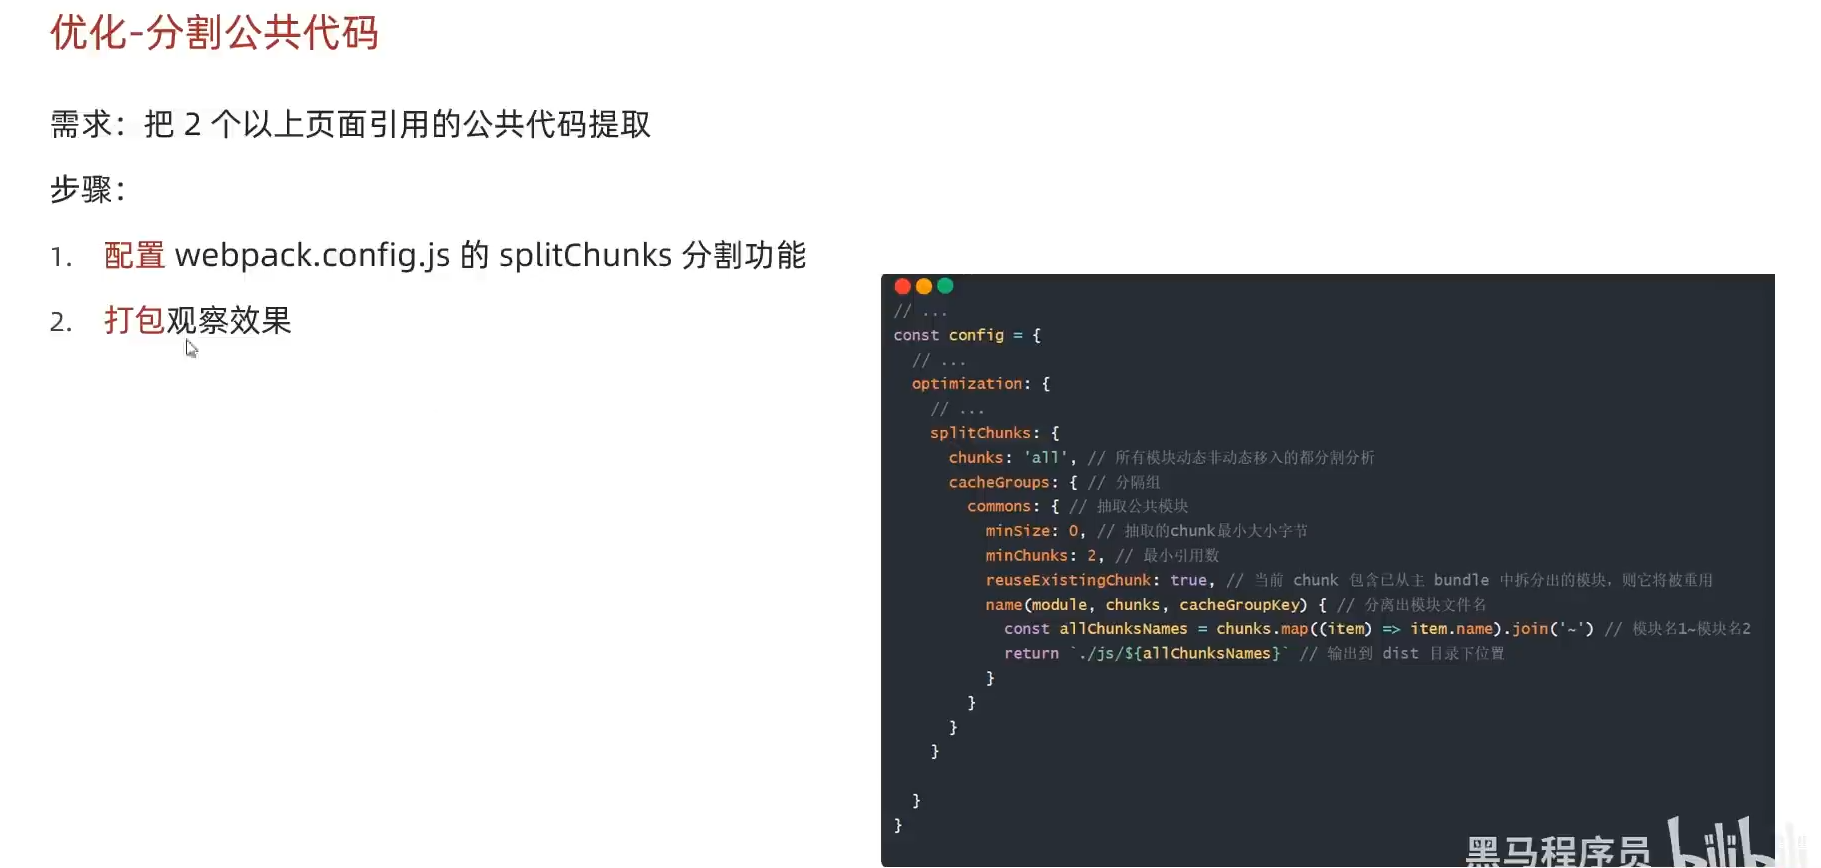 优化-分割公共代码
需求：把 2 个以上页面引用的公共代码提取
步骤：
1. 配置 webpack.config.js 的 splitChunks 分割功能
2. 打包观察效果
// ...
const config = {
  // ...
  optimization: {
    // ...
    splitChunks: {
      chunks: 'all', // 所有模块动态非动态移入的都分割分析
      cacheGroups: { // 分隔组
        commons: { // 抽取公共模块
          minSize: 0, // 抽取的chunk最小大小字节
          minChunks: 2, // 最小引用数
          reuseExistingChunk: true, // 当前 chunk 包含已从主 bundle 中拆分出的模块，则它将被重用
          name(module, chunks, cacheGroupKey) { // 分离出模块文件名
            const allChunksNames = chunks.map((item) => item.name).join('~') // 模块名1~模块名2
            return `./js/${allChunksNames}` // 输出到 dist 目录下位置
          }
        }
      }
    }
  }
}
黑马程序员 bilibili